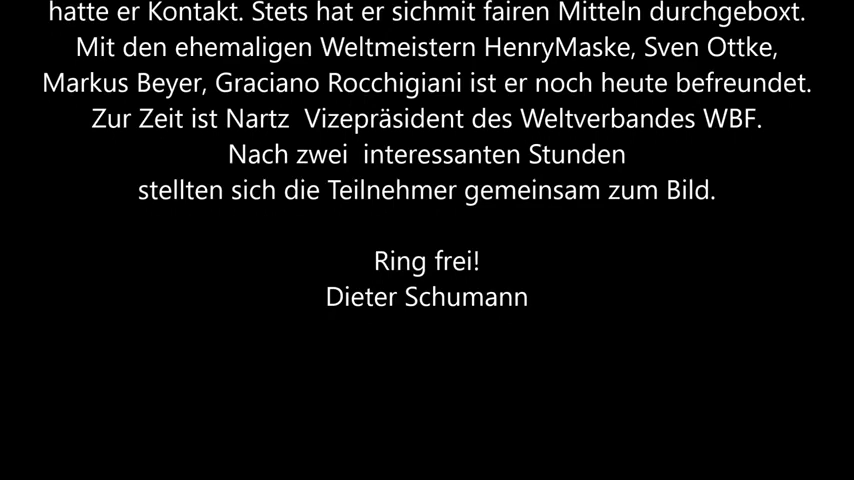 hatte er Kontakt. Stets hat er sichmit fairen Mitteln durchgeboxt.
Mit den ehemaligen Weltmeistern HenryMaske, Sven Ottke,
Markus Beyer, Graciano Rocchigiani ist er noch heute befreundet.
Zur Zeit ist Nartz  Vizepräsident des Weltverbandes WBF.
Nach zwei  interessanten Stunden
stellten sich die Teilnehmer gemeinsam zum Bild.
Ring frei!
Dieter Schumann